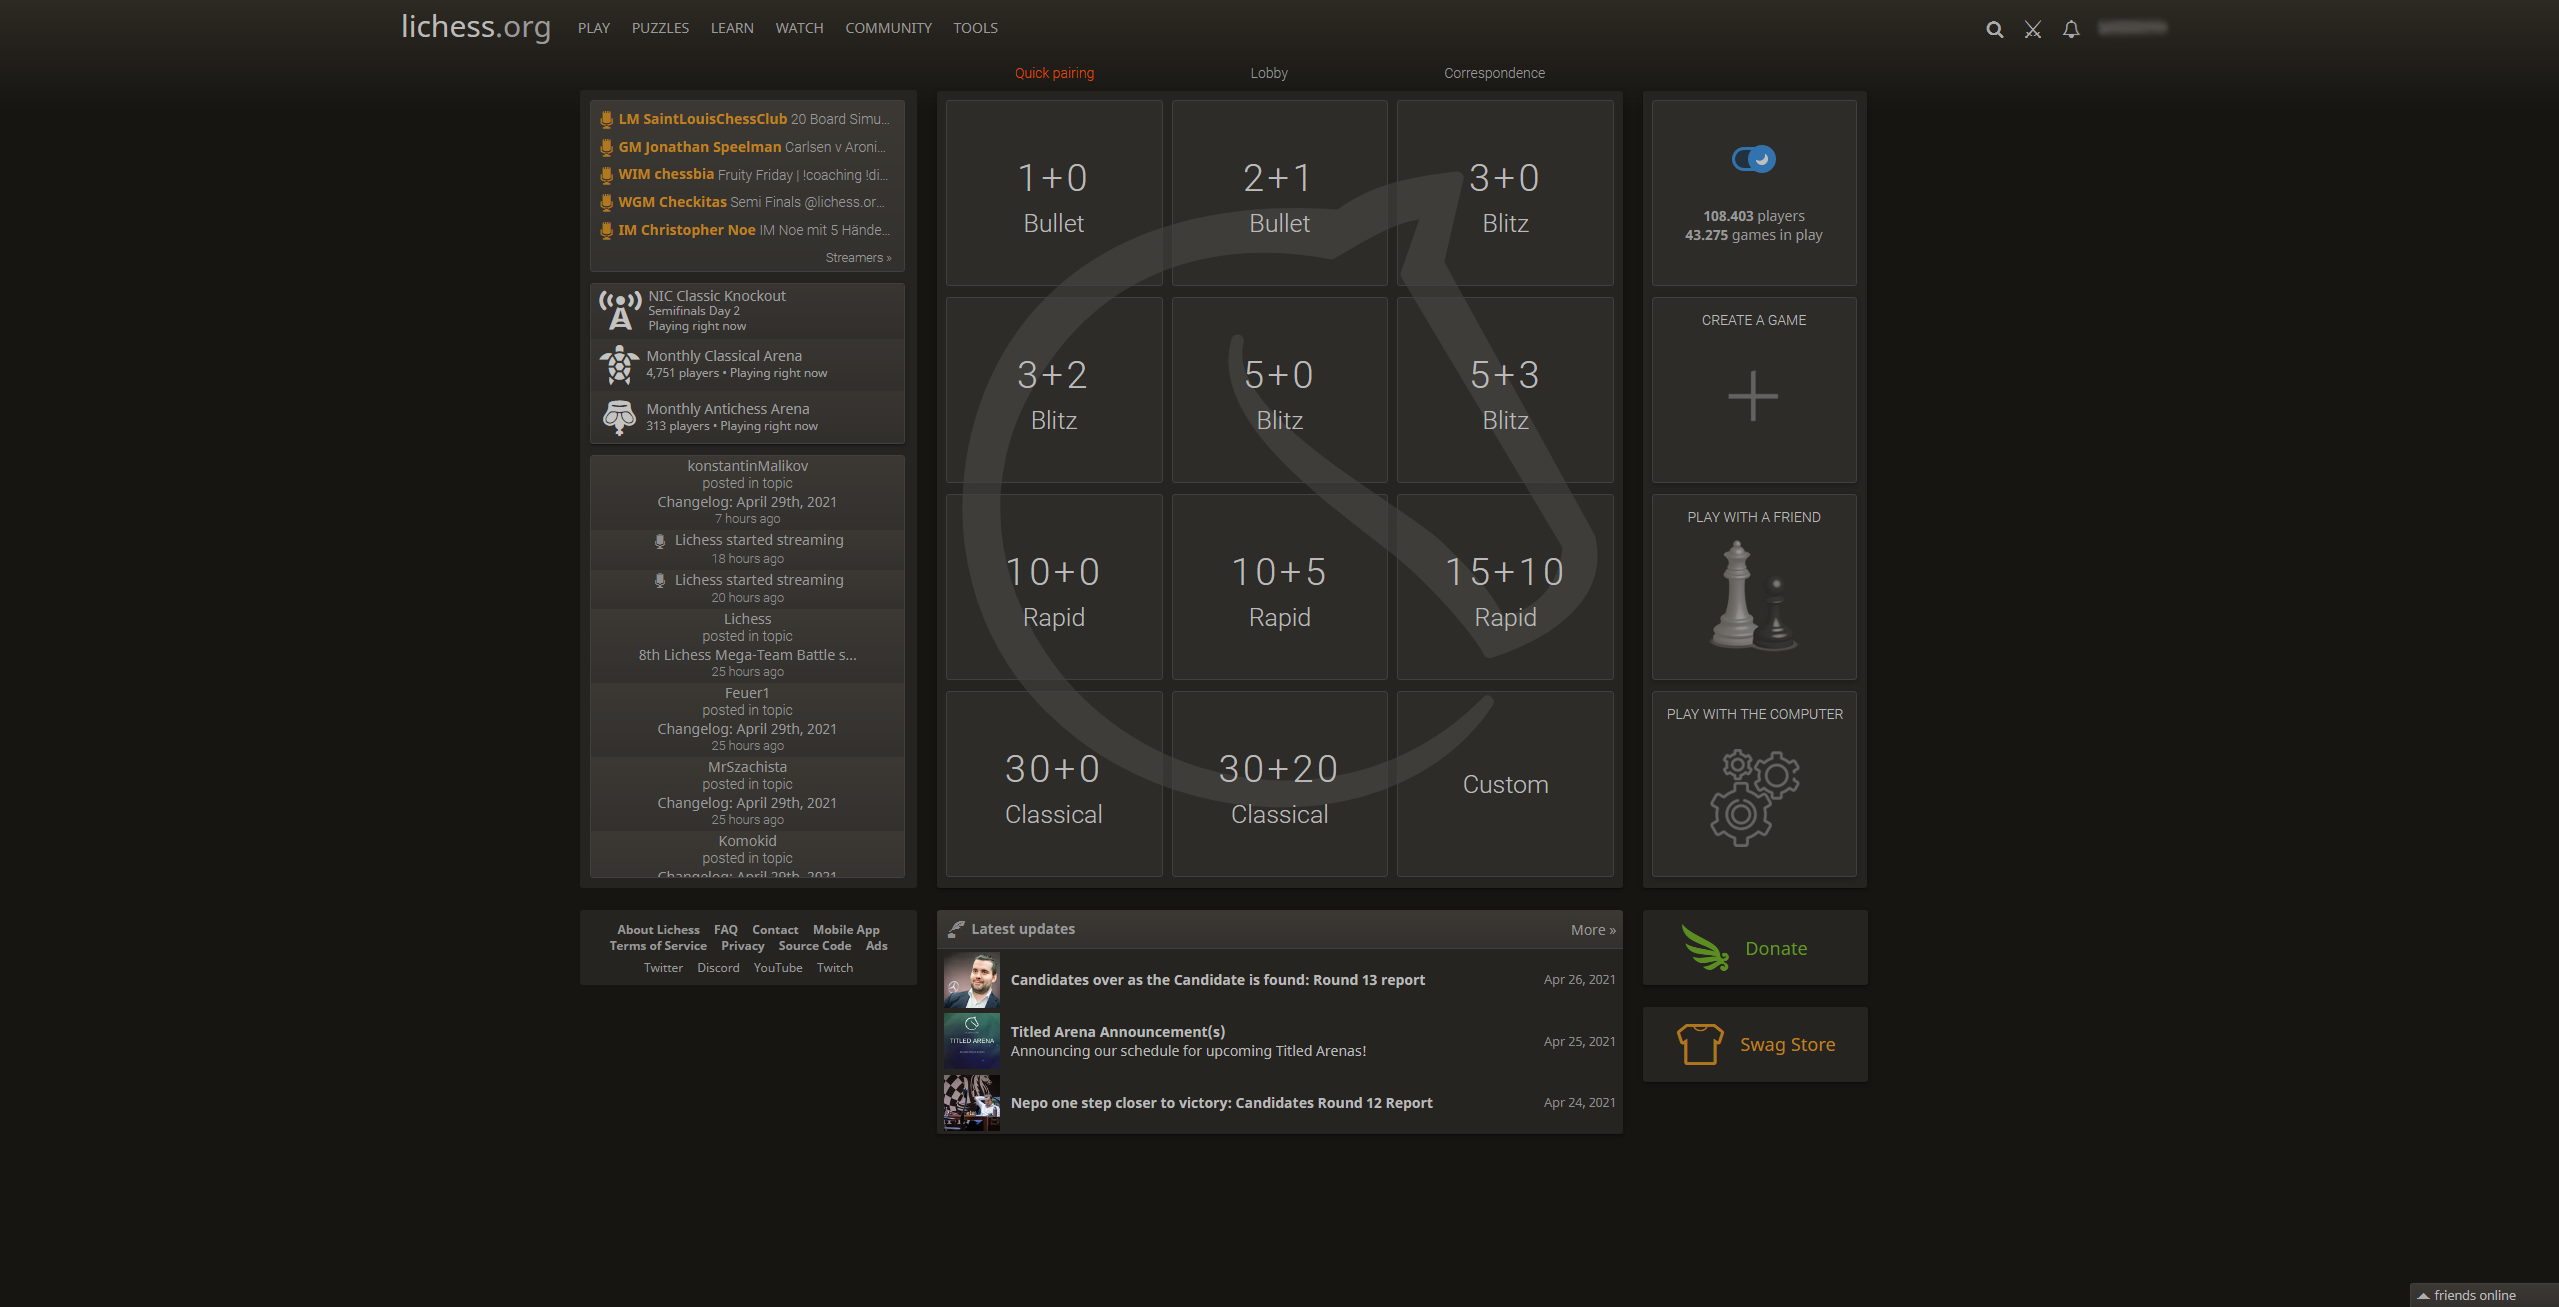 lichess.org PLAY PUZZLES LEARN WATCH COMMUNITY TOOLS
Quick pairing Lobby Correspondence
LM SaintLouisChessClub 20 Board Simu...
GM Jonathan Speelman Carlsen v Aroni...
WIM chessbia Fruity Friday | !coaching !di...
WGM Checkitas Semi Finals @lichess.or...
IM Christopher Noe IM Noe mit 5 Hände...
Streamers »
NIC Classic Knockout
Semifinals Day 2
Playing right now
Monthly Classical Arena
4,751 players • Playing right now
Monthly Antichess Arena
313 players • Playing right now
konstantinMalikov
posted in topic
Changelog: April 29th, 2021
7 hours ago
Lichess started streaming
18 hours ago
Lichess started streaming
20 hours ago
Lichess
posted in topic
8th Lichess Mega-Team Battle s...
25 hours ago
Feuer1
posted in topic
Changelog: April 29th, 2021
25 hours ago
MrSzachista
posted in topic
Changelog: April 29th, 2021
25 hours ago
Komokid
posted in topic
Changelog: April 29th, 2021
1+0 2+1 3+0
Bullet Bullet Blitz
3+2 5+0 5+3
Blitz Blitz Blitz
10+0 10+5 15+10
Rapid Rapid Rapid
30+0 30+20 Custom
Classical Classical
108.403 players
43.275 games in play
CREATE A GAME
PLAY WITH A FRIEND
PLAY WITH THE COMPUTER
About Lichess FAQ Contact Mobile App
Terms of Service Privacy Source Code Ads
Twitter Discord YouTube Twitch
Latest updates More »
Candidates over as the Candidate is found: Round 13 report Apr 26, 2021
TITLED ARENA
Titled Arena Announcement(s)
Announcing our schedule for upcoming Titled Arenas! Apr 25, 2021
Nepo one step closer to victory: Candidates Round 12 Report Apr 24, 2021
Donate
Swag Store
friends online